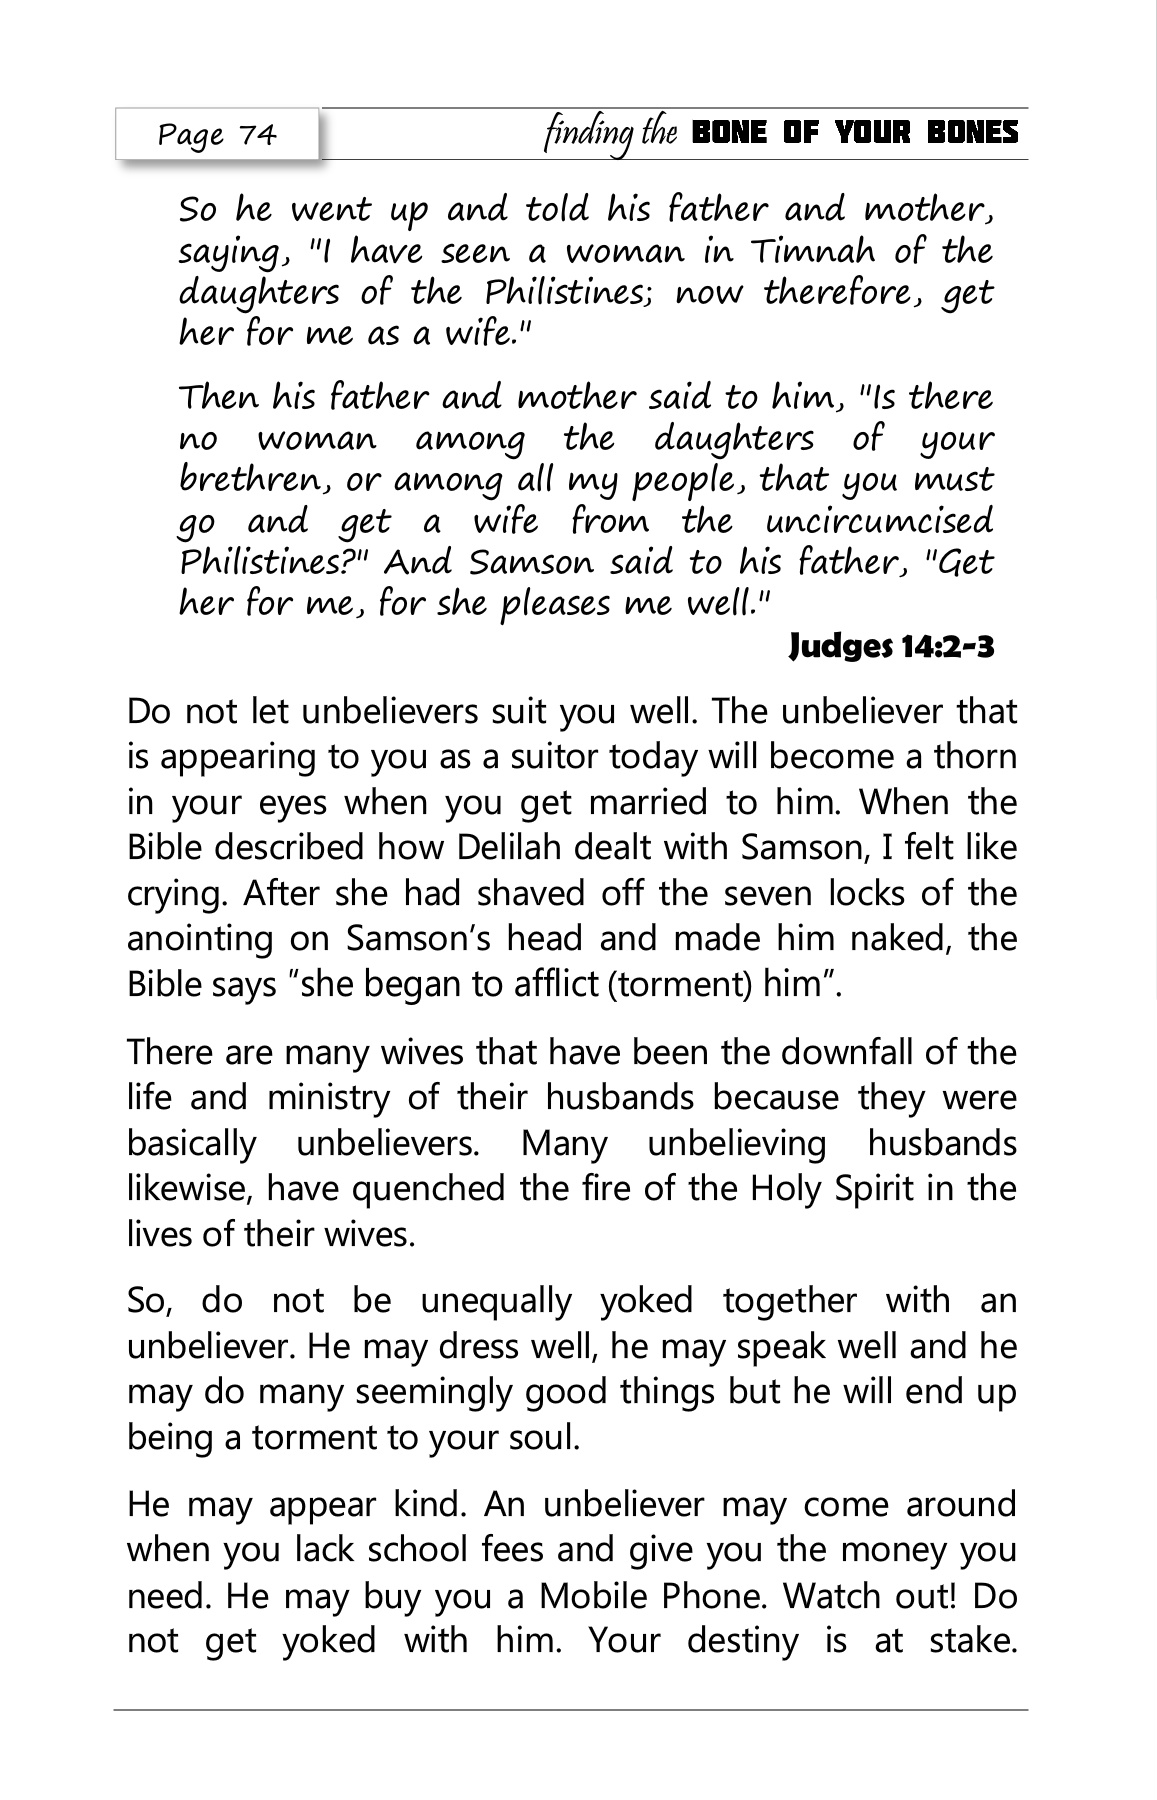 Page 74
finding the BONE OF YOUR BONES
So he went up and told his father and mother,
saying, "I have seen a woman in Timnah of the
daughters of the Philistines; now therefore, get
her for me as a wife."
Then his father and mother said to him, "Is there
no woman among the daughters of your
brethren, or among all my people, that you must
go and get a wife from the uncircumcised
Philistines?" And Samson said to his father, "Get
her for me, for she pleases me well."
Judges 14:2-3
Do not let unbelievers suit you well. The unbeliever that
is appearing to you as a suitor today will become a thorn
in your eyes when you get married to him. When the
Bible described how Delilah dealt with Samson, I felt like
crying. After she had shaved off the seven locks of the
anointing on Samson’s head and made him naked, the
Bible says "she began to afflict (torment) him”.
There are many wives that have been the downfall of the
life and ministry of their husbands because they were
basically unbelievers. Many unbelieving husbands
likewise, have quenched the fire of the Holy Spirit in the
lives of their wives.
So, do not be unequally yoked together with an
unbeliever. He may dress well, he may speak well and he
may do many seemingly good things but he will end up
being a torment to your soul.
He may appear kind. An unbeliever may come around
when you lack school fees and give you the money you
need. He may buy you a Mobile Phone. Watch out! Do
not get yoked with him. Your destiny is at stake.